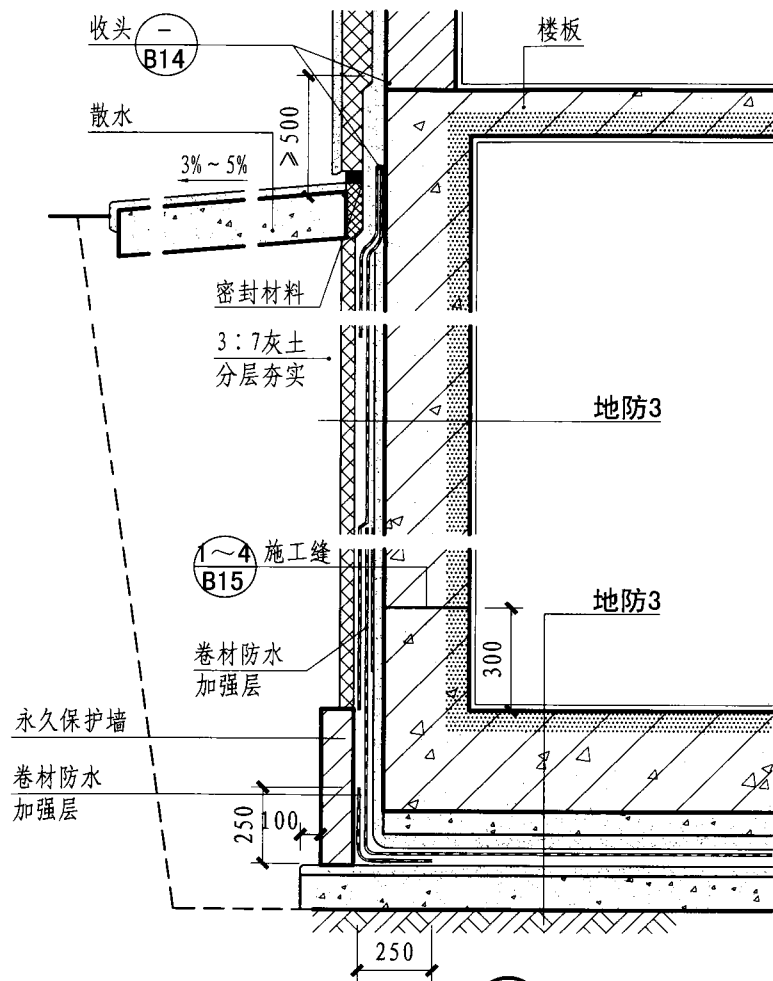 收头
－
B14
楼板
散水
≥500
3%～5%
密封材料
3：7灰土
分层夯实
地防3
1～4
B15
施工缝
地防3
300
卷材防水
加强层
永久保护墙
卷材防水
加强层
250
100
250